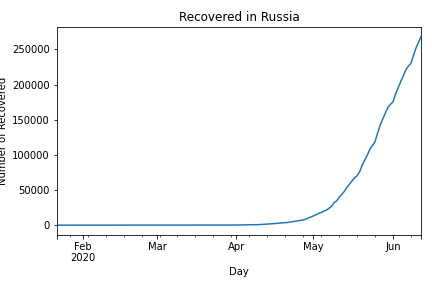 Recovered in Russia
Number of Recovered
250000
200000
150000
100000
50000
0
Feb
2020
Mar
Apr
May
Jun
Day